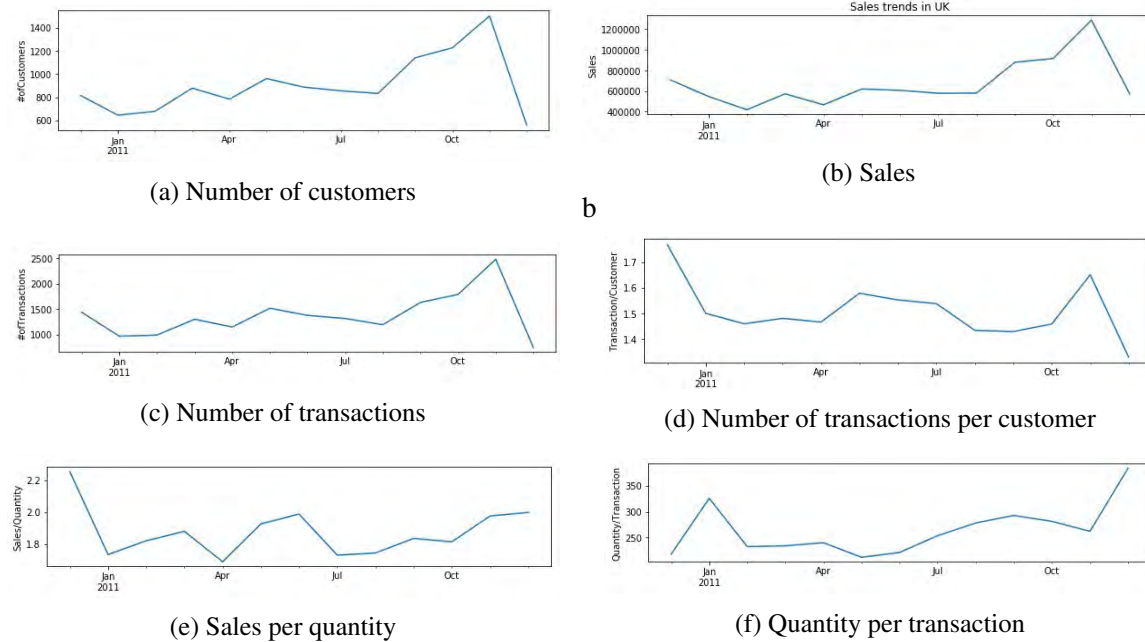 #ofCustomers
1400
1200
1000
800
600
Jan
2011
Apr
Jul
Oct
(a) Number of customers
Sales trends in UK
Sales
1200000
1000000
800000
600000
400000
Jan
2011
Apr
Jul
Oct
(b) Sales
b
#ofTransactions
2500
2000
1500
1000
Jan
2011
Apr
Jul
Oct
(c) Number of transactions
Transaction/Customer
1.7
1.6
1.5
1.4
Jan
2011
Apr
Jul
Oct
(d) Number of transactions per customer
Sales/Quantity
2.2
2.0
1.8
Jan
2011
Apr
Jul
Oct
(e) Sales per quantity
Quantity/Transaction
350
300
250
Jan
2011
Apr
Jul
Oct
(f) Quantity per transaction